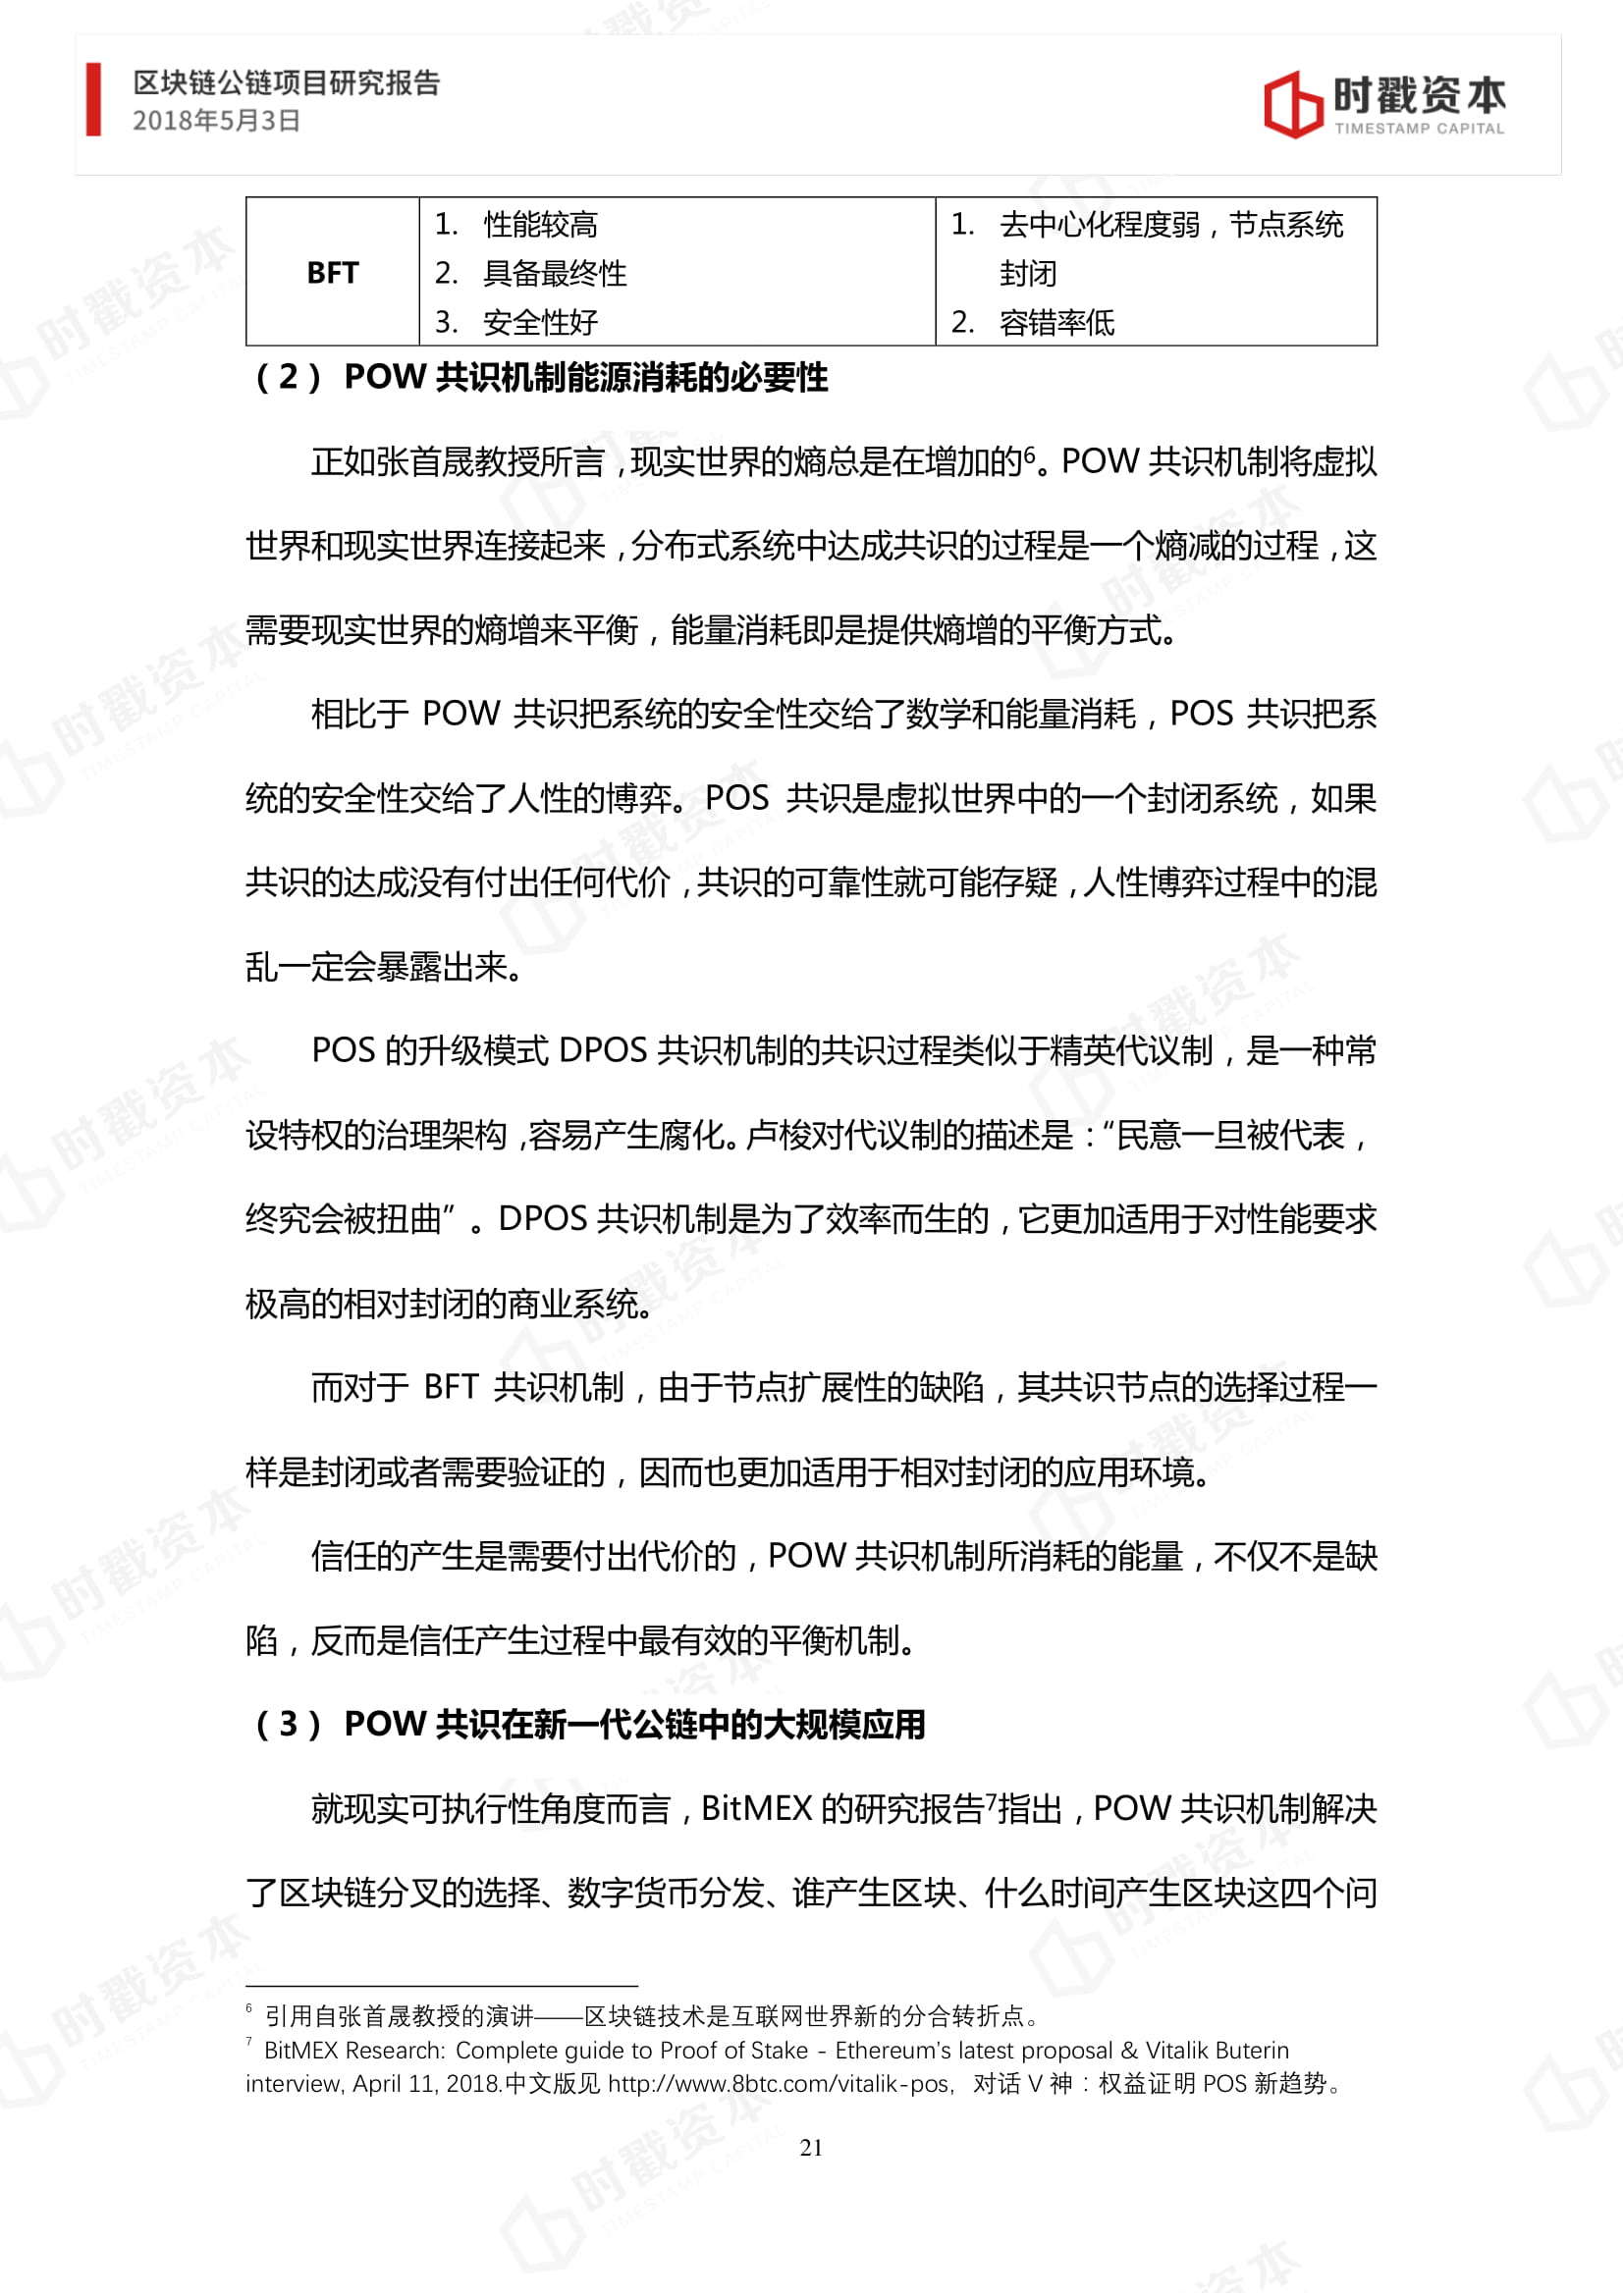 区块链公链项目研究报告
2018年5月3日
时戳资本
TIMESTAMP CAPITAL
BFT
1. 性能较高
2. 具备最终性
3. 安全性好
1. 去中心化程度弱，节点系统
封闭
2. 容错率低
（2） POW 共识机制能源消耗的必要性
正如张首晟教授所言，现实世界的熵总是在增加的6。POW 共识机制将虚拟
世界和现实世界连接起来，分布式系统中达成共识的过程是一个熵减的过程，这
需要现实世界的熵增来平衡，能量消耗即是提供熵增的平衡方式。
相比于 POW 共识把系统的安全性交给了数学和能量消耗，POS 共识把系
统的安全性交给了人性的博弈。POS 共识是虚拟世界中的一个封闭系统，如果
共识的达成没有付出任何代价，共识的可靠性就可能存疑，人性博弈过程中的混
乱一定会暴露出来。
POS 的升级模式 DPOS 共识机制的共识过程类似于精英代议制，是一种常
设特权的治理架构，容易产生腐化。卢梭对代议制的描述是：“民意一旦被代表，
终究会被扭曲”。DPOS 共识机制是为了效率而生的，它更加适用于对性能要求
极高的相对封闭的商业系统。
而对于 BFT 共识机制，由于节点扩展性的缺陷，其共识节点的选择过程一
样是封闭或者需要验证的，因而也更加适用于相对封闭的应用环境。
信任的产生是需要付出代价的，POW 共识机制所消耗的能量，不仅不是缺
陷，反而是信任产生过程中最有效的平衡机制。
（3） POW 共识在新一代公链中的大规模应用
就现实可执行性角度而言，BitMEX 的研究报告7指出，POW 共识机制解决
了区块链分叉的选择、数字货币分发、谁产生区块、什么时间产生区块这四个问
6 引用自张首晟教授的演讲——区块链技术是互联网世界新的分合转折点。
7 BitMEX Research: Complete guide to Proof of Stake - Ethereum’s latest proposal & Vitalik Buterin
interview, April 11, 2018.中文版见 http://www.8btc.com/vitalik-pos，对话 V 神：权益证明 POS 新趋势。
21